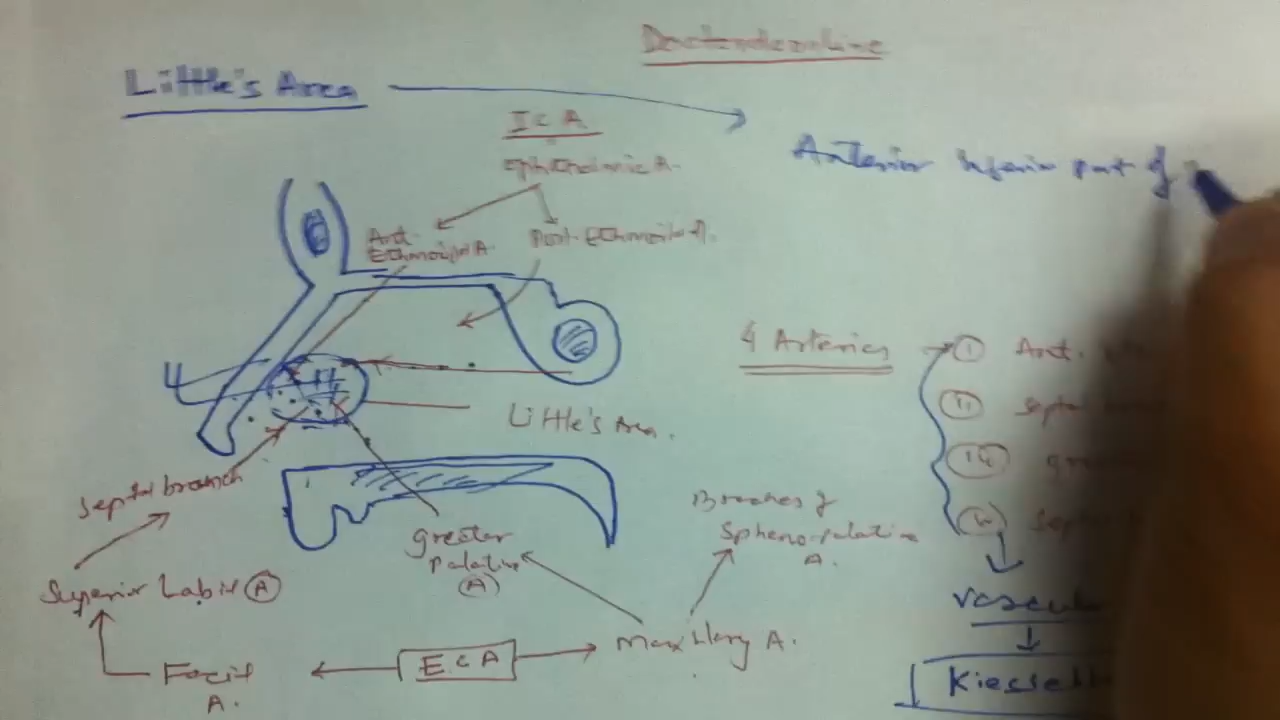 Little's Area
Anterior Inferior part of
I C A
Ophthalmic A.
Ant.
Ethmoidal A.
Post. Ethmoidal A.
4 Arteries
Ant.
Little's Area.
Septal branch
Greater
Palatine
(A)
Branches of
Spheno-palatine
A.
Superior Labial (A)
Maxillary A.
E C A
Facial
A.